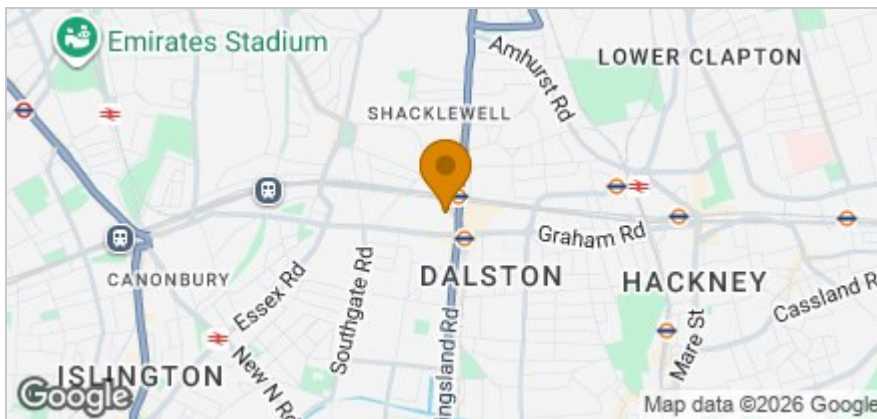 Emirates Stadium
Amhurst Rd
LOWER CLAPTON
SHACKLEWELL
Graham Rd
CANONBURY
DALSTON
HACKNEY
Essex Rd
Southgate Rd
Cassland R
Mare St
ingsland Rd
New N Rd
ISLINGTON
Google
Map data ©2026 Google